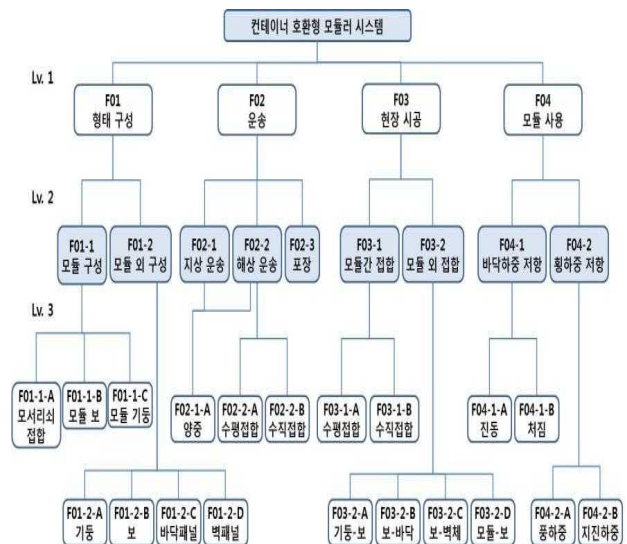 컨테이너 호환형 모듈러 시스템
Lv. 1
F01
형태 구성
F02
운송
F03
현장 시공
F04
모듈 사용
Lv. 2
F01-1
모듈 구성
F01-2
모듈 외 구성
F02-1
지상 운송
F02-2
해상 운송
F02-3
포장
F03-1
모듈간 접합
F03-2
모듈 외 접합
F04-1
바닥하중 저항
F04-2
횡하중 저항
Lv. 3
F01-1-A
모서리쇠
접합
F01-1-B
모듈 보
F01-1-C
모듈 기둥
F02-1-A
양중
F02-2-A
수평접합
F02-2-B
수직접합
F03-1-A
수평접합
F03-1-B
수직접합
F04-1-A
진동
F04-1-B
처짐
F01-2-A
기둥
F01-2-B
보
F01-2-C
바닥패널
F01-2-D
벽패널
F03-2-A
기둥-보
F03-2-B
보-바닥
F03-2-C
보-벽체
F03-2-D
모듈-보
F04-2-A
풍하중
F04-2-B
지진하중